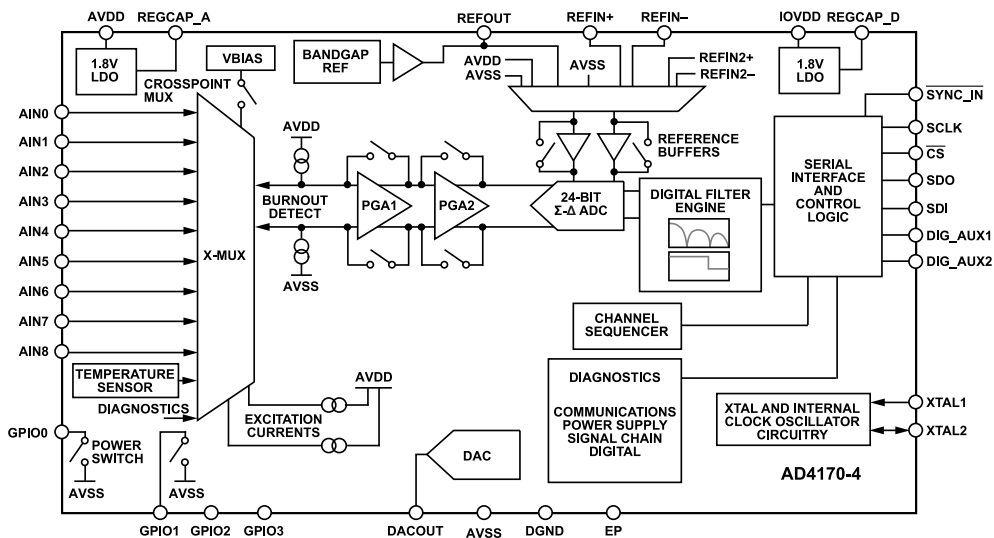 AVDD
REGCAP_A
REFOUT
REFIN+
REFIN–
IOVDD
REGCAP_D
1.8V
LDO
VBIAS
BANDGAP
REF
AVDD
AVSS
AVSS
REFIN2+
REFIN2–
1.8V
LDO
CROSSPOINT
MUX
SYNC_IN
SCLK
CS
SDO
SDI
DIG_AUX1
DIG_AUX2
AIN0
AIN1
AIN2
AIN3
AIN4
AIN5
AIN6
AIN7
AIN8
X-MUX
AVDD
BURNOUT
DETECT
AVSS
PGA1
PGA2
REFERENCE
BUFFERS
24-BIT
Σ-Δ ADC
DIGITAL FILTER
ENGINE
SERIAL
INTERFACE
AND
CONTROL
LOGIC
CHANNEL
SEQUENCER
TEMPERATURE
SENSOR
DIAGNOSTICS
EXCITATION
CURRENTS
AVDD
DIAGNOSTICS
COMMUNICATIONS
POWER SUPPLY
SIGNAL CHAIN
DIGITAL
XTAL AND INTERNAL
CLOCK OSCILLATOR
CIRCUITRY
XTAL1
XTAL2
GPIO0
POWER
SWITCH
AVSS
AVSS
DAC
AD4170-4
GPIO1
GPIO2
GPIO3
DACOUT
AVSS
DGND
EP